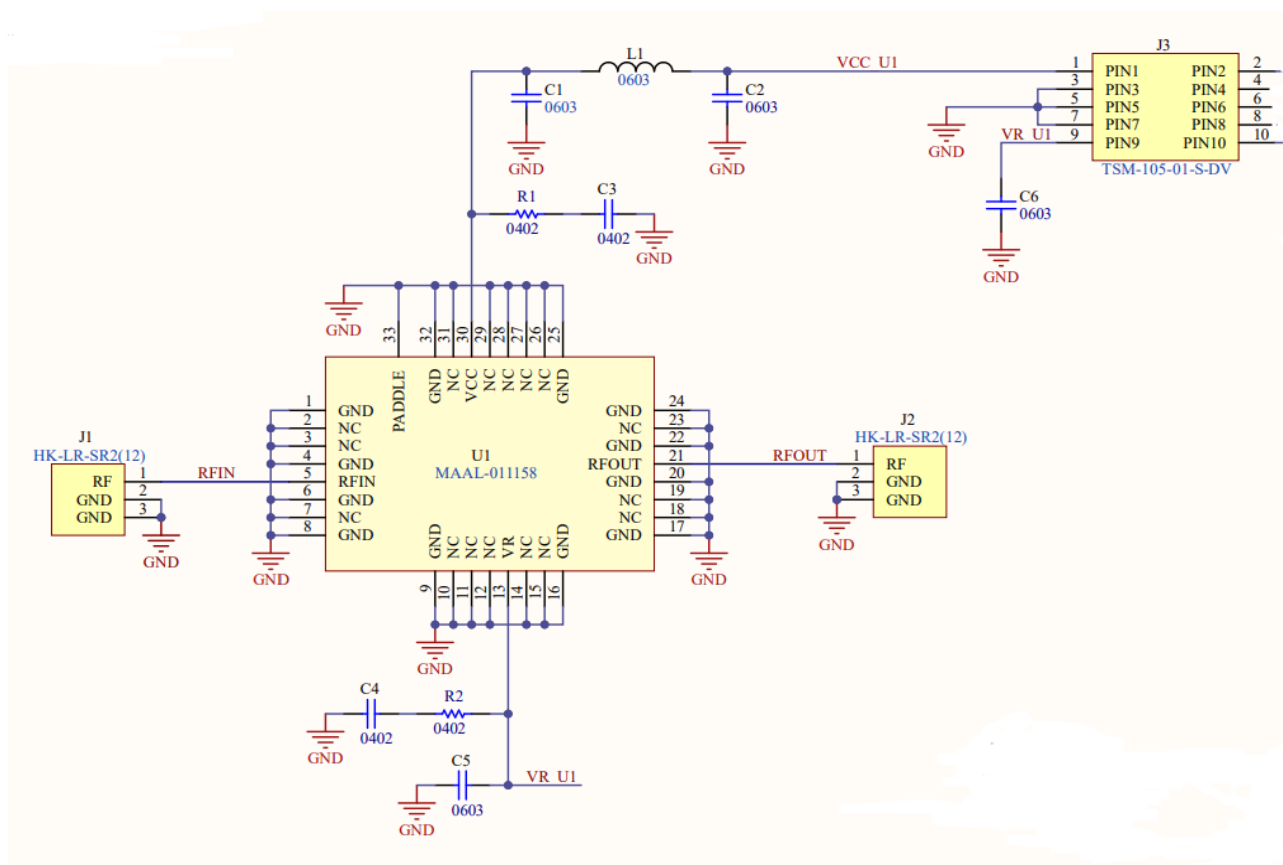 J3
L1
0603
VCC_U1
1 PIN1 PIN2 2
3 PIN3 PIN4 4
5 PIN5 PIN6 6
7 PIN7 PIN8 8
9 PIN9 PIN10 10
TSM-105-01-S-DV
C1
0603
C2
0603
GND
GND
GND
VR_U1
C6
0603
GND
R1
0402
C3
0402
GND
GND
33 32 31 30 29 28 27 26 25
PADDLE GND NC VCC NC NC NC NC GND
1 GND
2 NC
3 NC
4 GND
5 RFIN
6 GND
7 NC
8 GND
U1
MAAL-011158
GND 24
NC 23
GND 22
RFOUT 21
GND 20
NC 19
NC 18
GND 17
GND NC NC NC VR NC NC GND
9 10 11 12 13 14 15 16
J1
HK-LR-SR2(12)
RF 1
GND 2
GND 3
RFIN
GND
GND
J2
HK-LR-SR2(12)
1 RF
2 GND
3 GND
RFOUT
GND
GND
GND
C4
0402
R2
0402
GND
C5
0603
VR_U1
GND